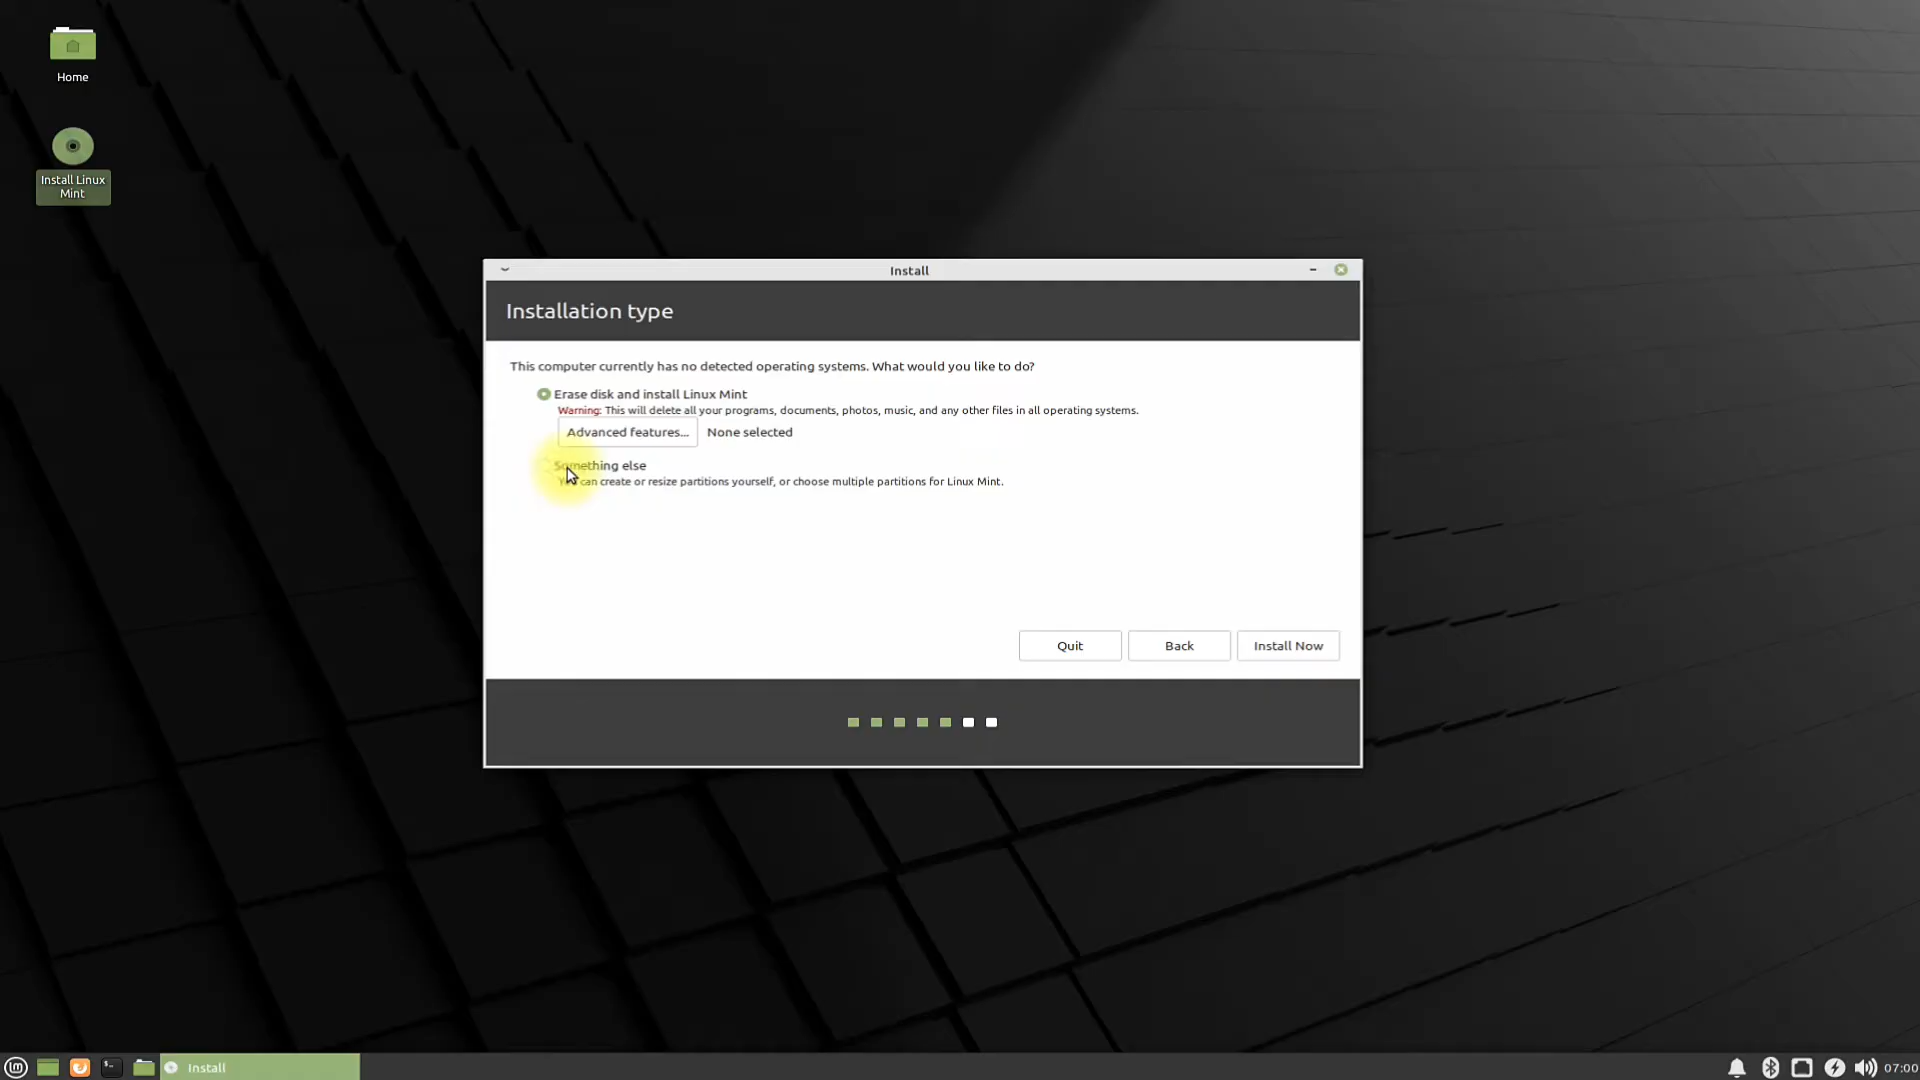 Home
Install Linux
Mint
Install
Installation type
This computer currently has no detected operating systems. What would you like to do?
Erase disk and install Linux Mint
Warning: This will delete all your programs, documents, photos, music, and any other files in all operating systems.
Advanced features... None selected
Something else
You can create or resize partitions yourself, or choose multiple partitions for Linux Mint.
Quit Back Install Now
Install
07:00